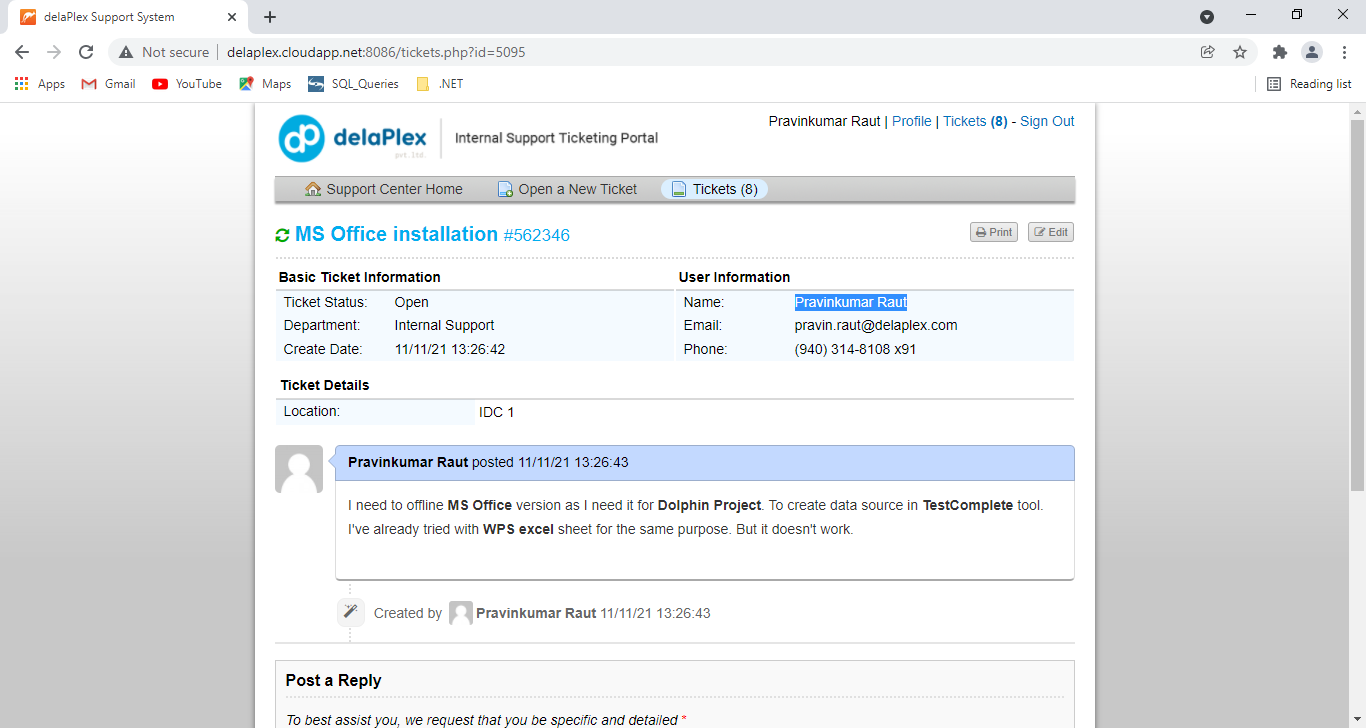 delaPlex Support System
Not secure delaplex.cloudapp.net:8086/tickets.php?id=5095
Apps Gmail YouTube Maps SQL_Queries .NET Reading list
dp delaPlex pvt. ltd. Internal Support Ticketing Portal
Pravinkumar Raut | Profile | Tickets (8) - Sign Out
Support Center Home Open a New Ticket Tickets (8)
MS Office installation #562346 Print Edit
Basic Ticket Information
Ticket Status: Open
Department: Internal Support
Create Date: 11/11/21 13:26:42
User Information
Name: Pravinkumar Raut
Email: pravin.raut@delaplex.com
Phone: (940) 314-8108 x91
Ticket Details
Location: IDC 1
Pravinkumar Raut posted 11/11/21 13:26:43
I need to offline MS Office version as I need it for Dolphin Project. To create data source in TestComplete tool.
I've already tried with WPS excel sheet for the same purpose. But it doesn't work.
Created by Pravinkumar Raut 11/11/21 13:26:43
Post a Reply
To best assist you, we request that you be specific and detailed *